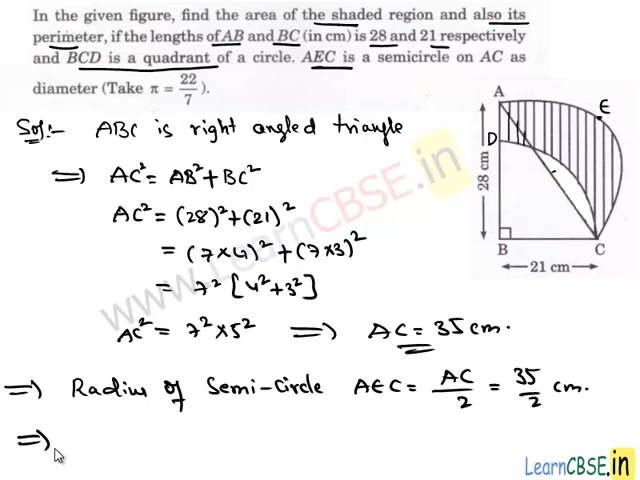 In the given figure, find the area of the shaded region and also its
perimeter, if the lengths of AB and BC (in cm) is 28 and 21 respectively
and BCD is a quadrant of a circle. AEC is a semicircle on AC as
diameter (Take π = 22/7).
Sol:- ABC is right angled triangle
⇒ AC² = AB² + BC²
AC² = (28)² + (21)²
= (7×4)² + (7×3)²
= 7² [4² + 3²]
AC² = 7² × 5² ⇒ AC = 35 cm.
⇒ Radius of Semi-Circle AEC = AC/2 = 35/2 cm.
⇒
A
E
D
28 cm
B
C
21 cm
www.LearnCBSE.in
LearnCBSE.in